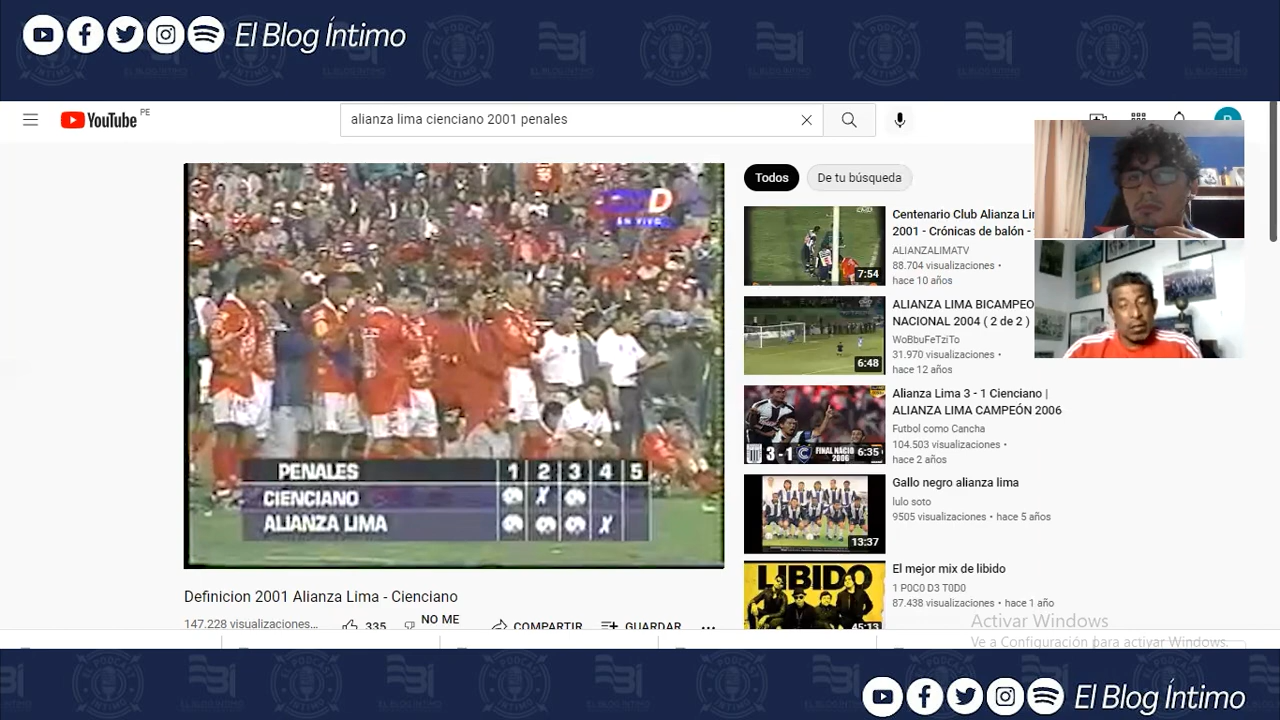 El Blog Íntimo
YouTube PE
alianza lima cienciano 2001 penales
EN VIVO
PENALES 1 2 3 4 5
CIENCIANO X
ALIANZA LIMA X
Definicion 2001 Alianza Lima - Cienciano
147.228 visualizaciones...
335
NO ME
COMPARTIR
GUARDAR
Todos
De tu búsqueda
Centenario Club Alianza
2001 - Crónicas de balón -
ALIANZALIMATV
88.704 visualizaciones •
hace 10 años
7:54
ALIANZA LIMA BICAMPEO
NACIONAL 2004 ( 2 de 2 )
WoBbuFeTziTo
31.970 visualizaciones •
hace 12 años
6:48
Alianza Lima 3 - 1 Cienciano |
ALIANZA LIMA CAMPEÓN 2006
Futbol como Cancha
104.503 visualizaciones •
hace 2 años
3-1 FINAL 2006 6:35
Gallo negro alianza lima
lulo soto
9505 visualizaciones • hace 5 años
13:37
El mejor mix de libido
1 P0C0 D3 T0D0
87.438 visualizaciones • hace 1 año
LIBIDO
45:13
Activar Windows
Ve a Configuración para activar Windows.
El Blog Íntimo